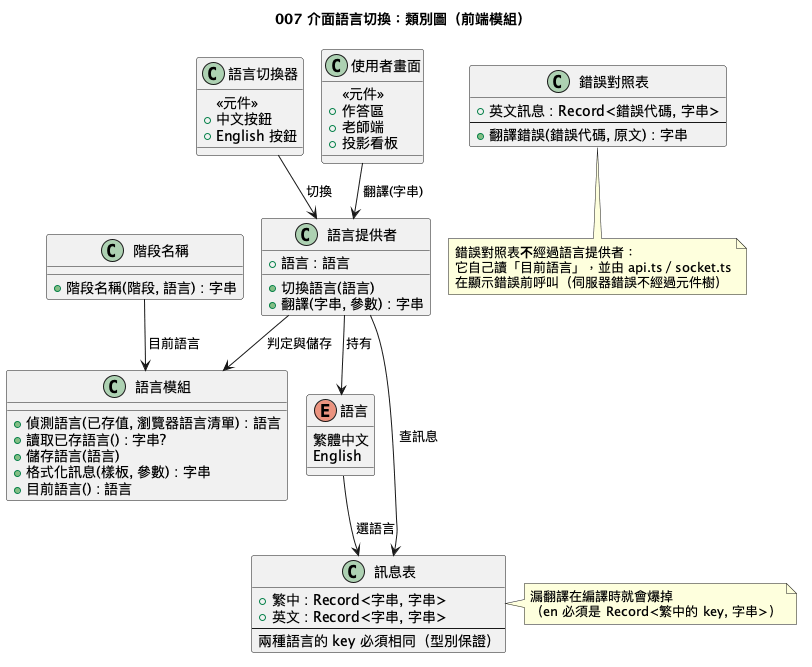 007 介面語言切換：類別圖（前端模組）
C 語言切換器
«元件»
中文按鈕
English 按鈕
C 使用者畫面
«元件»
作答區
老師端
投影看板
C 錯誤對照表
英文訊息 : Record<錯誤代碼, 字串>
翻譯錯誤(錯誤代碼, 原文) : 字串
切換
翻譯(字串)
C 階段名稱
階段名稱(階段, 語言) : 字串
C 語言提供者
語言 : 語言
切換語言(語言)
翻譯(字串, 參數) : 字串
錯誤對照表不經過語言提供者：
它自己讀「目前語言」，並由 api.ts / socket.ts
在顯示錯誤前呼叫（伺服器錯誤不經過元件樹）
目前語言
判定與儲存
持有
查訊息
C 語言模組
偵測語言(已存值, 瀏覽器語言清單) : 語言
讀取已存語言() : 字串?
儲存語言(語言)
格式化訊息(樣板, 參數) : 字串
目前語言() : 語言
E 語言
繁體中文
English
選語言
C 訊息表
繁中 : Record<字串, 字串>
英文 : Record<字串, 字串>
兩種語言的 key 必須相同（型別保證）
漏翻譯在編譯時就會爆掉
（en 必須是 Record<繁中的 key, 字串>）